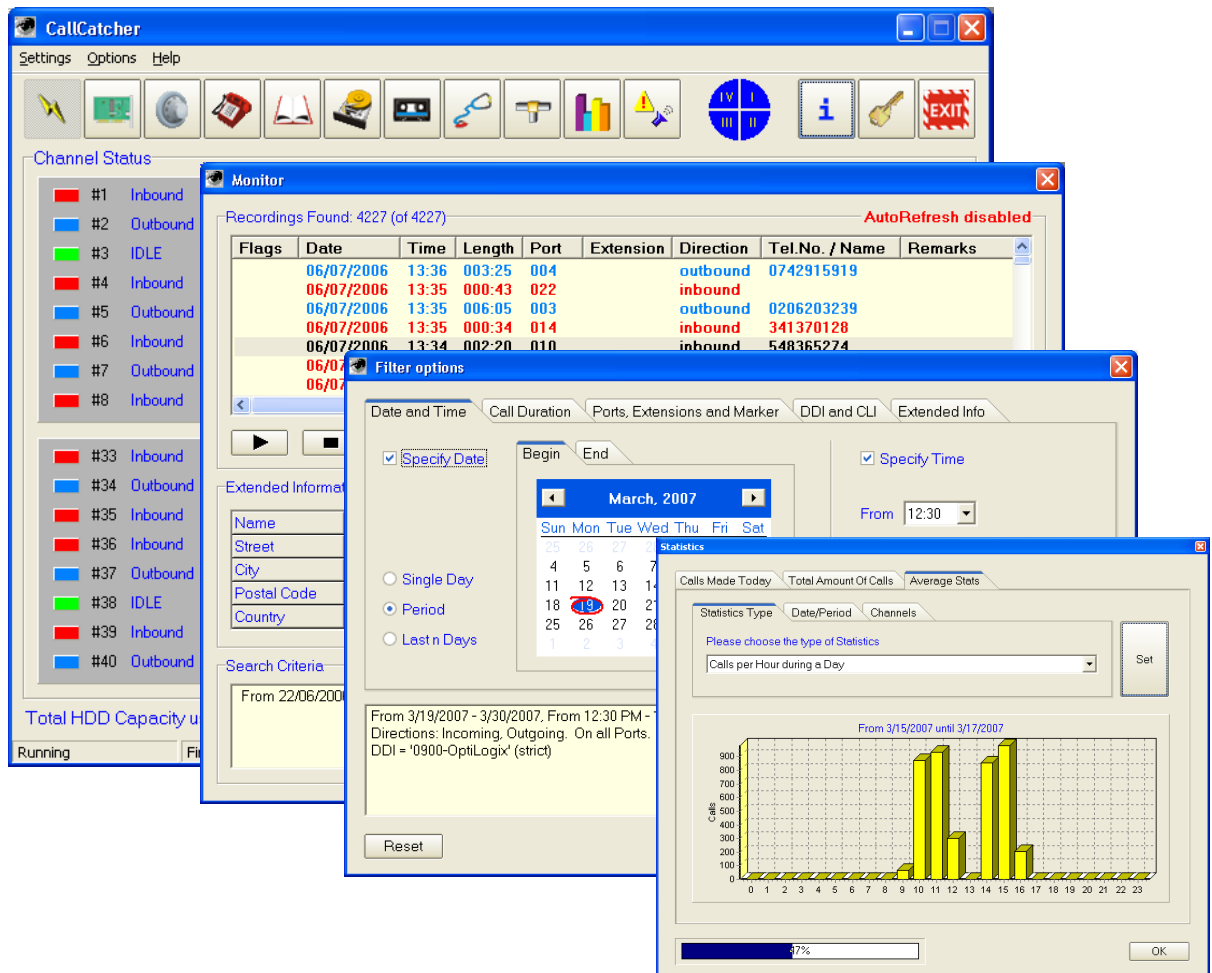 CallCatcher
Settings Options Help
IV I
III II
i
EXIT
Channel Status
#1 Inbound
#2 Outbound
#3 IDLE
#4 Inbound
#5 Outbound
#6 Inbound
#7 Outbound
#8 Inbound
#33 Inbound
#34 Outbound
#35 Inbound
#36 Inbound
#37 Outbound
#38 IDLE
#39 Inbound
#40 Outbound
Total HDD Capacity u
Running
Monitor
Recordings Found: 4227 (of 4227) AutoRefresh disabled
Flags Date Time Length Port Extension Direction Tel.No. / Name Remarks
06/07/2006 13:36 003:25 004 outbound 0742915919
06/07/2006 13:35 000:43 022 inbound
06/07/2006 13:35 006:05 003 outbound 0206203239
06/07/2006 13:35 000:34 014 inbound 341370128
06/07/2006 13:34 002:20 010 inbound 548365274
06/07
06/07
Extended Informat
Name
Street
City
Postal Code
Country
Search Criteria
From 22/06/2006
Filter options
Date and Time Call Duration Ports, Extensions and Marker DDI and CLI Extended Info
Specify Date
Begin End
Specify Time
March, 2007
From 12:30
Sun Mon Tue Wed Thu Fri Sat
25 26 27
4 5 6 7
11 12 13 14
18 19 20 21
25 26 27 28
1 2 3 4
Single Day
Period
Last n Days
From 3/19/2007 - 3/30/2007, From 12:30 PM -
Directions: Incoming, Outgoing. On all Ports.
DDI = '0900-OptiLogix' (strict)
Reset
Statistics
Calls Made Today Total Amount Of Calls Average Stats
Statistics Type Date/Period Channels
Please choose the type of Statistics
Calls per Hour during a Day
Set
From 3/15/2007 until 3/17/2007
Calls
900
800
700
600
500
400
300
200
100
0
0 1 2 3 4 5 6 7 8 9 10 11 12 13 14 15 16 17 18 19 20 21 22 23
47%
OK